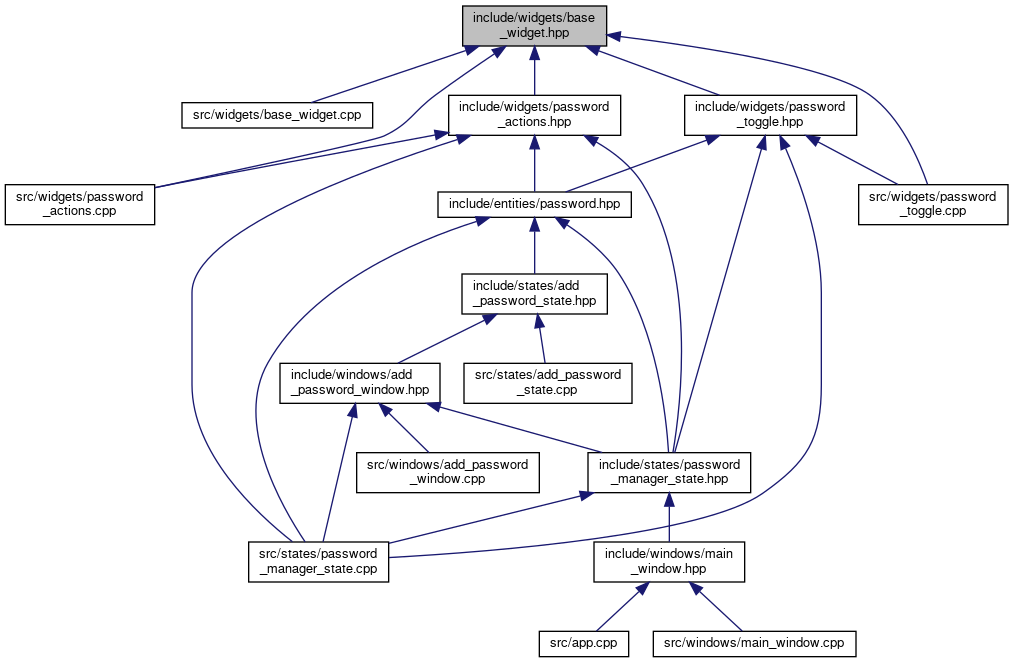 include/widgets/base
_widget.hpp
src/widgets/base_widget.cpp
include/widgets/password
_actions.hpp
include/widgets/password
_toggle.hpp
src/widgets/password
_actions.cpp
include/entities/password.hpp
src/widgets/password
_toggle.cpp
include/states/add
_password_state.hpp
include/windows/add
_password_window.hpp
src/states/add_password
_state.cpp
src/windows/add_password
_window.cpp
include/states/password
_manager_state.hpp
src/states/password
_manager_state.cpp
include/windows/main
_window.hpp
src/app.cpp
src/windows/main_window.cpp